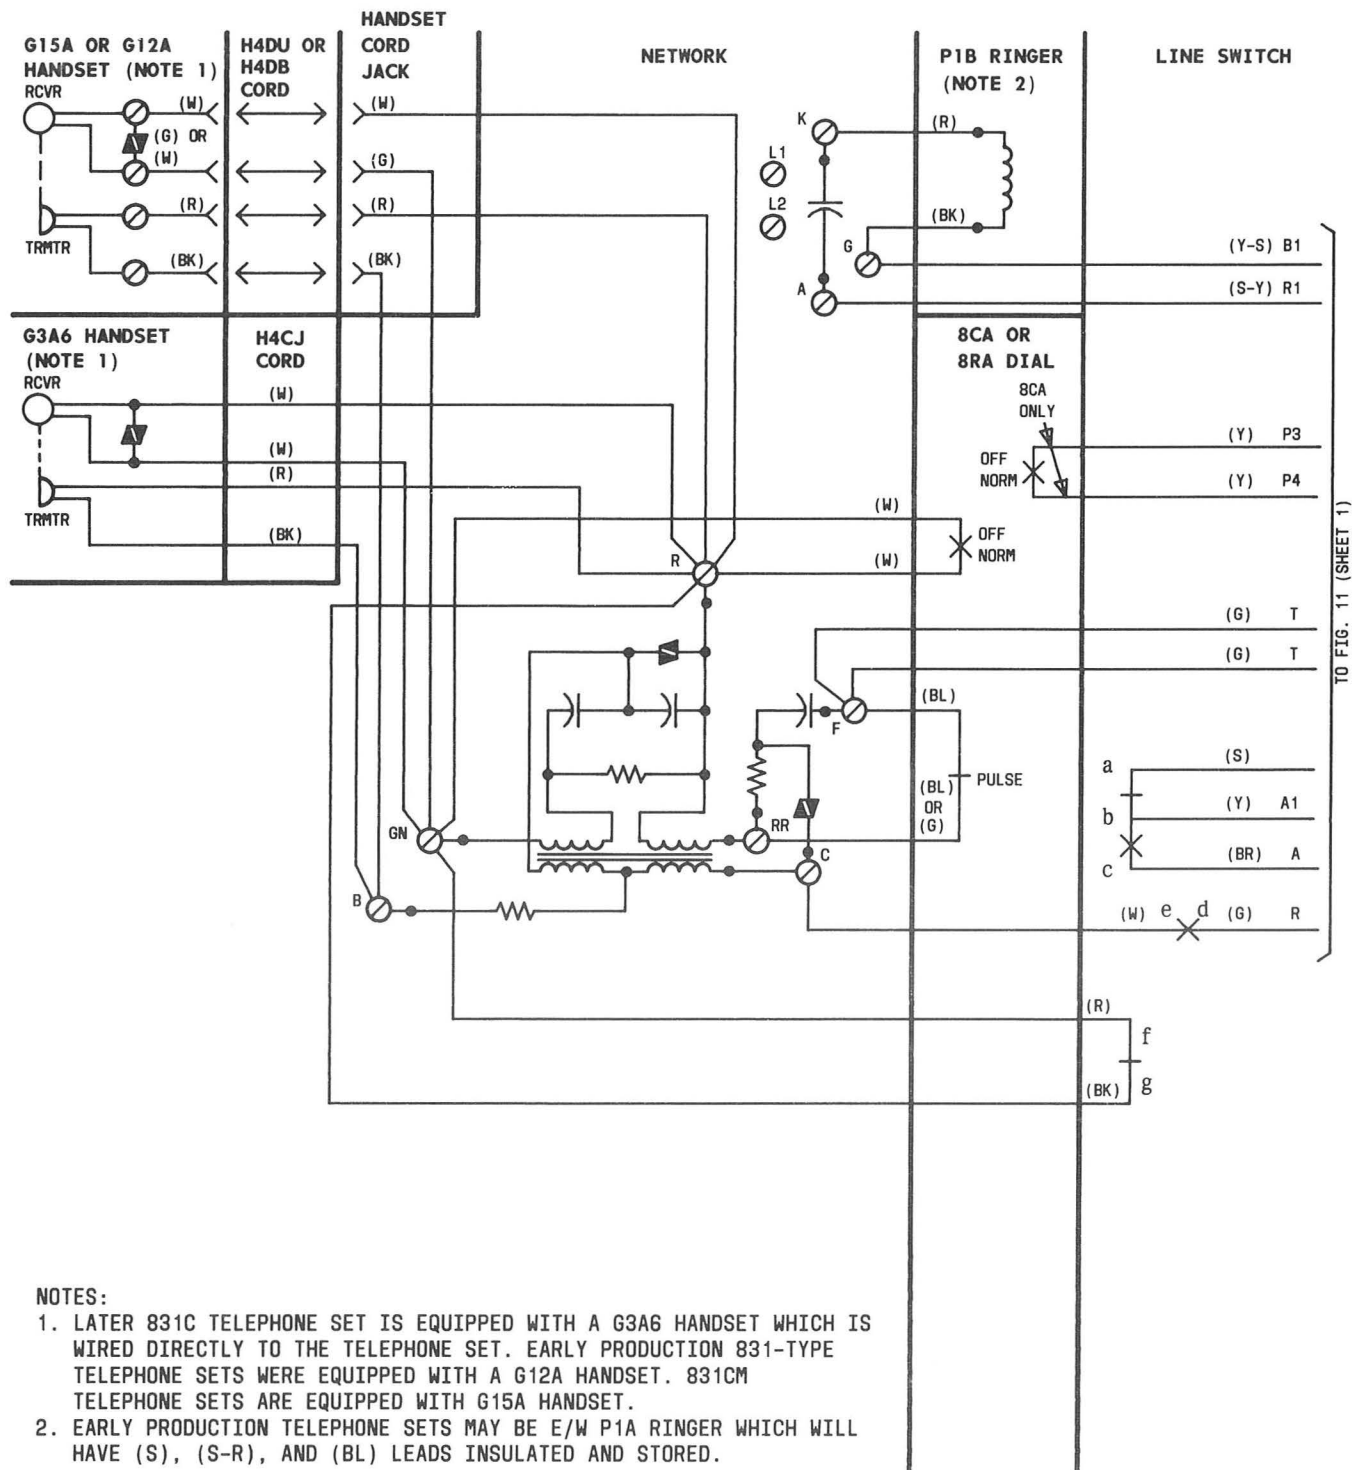 G15A OR G12A
HANDSET (NOTE 1)
H4DU OR
H4DB
CORD
HANDSET
CORD
JACK
NETWORK
P1B RINGER
(NOTE 2)
LINE SWITCH
RCVR
(W)
(G) OR
(W)
(R)
(BK)
TRMTR
(W)
(G)
(R)
(BK)
K
L1
L2
G
A
(R)
(BK)
(Y-S) B1
(S-Y) R1
G3A6 HANDSET
(NOTE 1)
RCVR
TRMTR
H4CJ
CORD
(W)
(W)
(R)
(BK)
8CA OR
8RA DIAL
8CA
ONLY
OFF
NORM
(Y) P3
(Y) P4
(W)
(W)
OFF
NORM
R
TO FIG. 11 (SHEET 1)
(G) T
(G) T
F
(BL)
(BL)
OR
(G)
PULSE
GN
RR
C
B
a
b
c
(S)
(Y) A1
(BR) A
(W) e d (G) R
(R)
f
g
(BK)
NOTES:
1. LATER 831C TELEPHONE SET IS EQUIPPED WITH A G3A6 HANDSET WHICH IS
WIRED DIRECTLY TO THE TELEPHONE SET. EARLY PRODUCTION 831-TYPE
TELEPHONE SETS WERE EQUIPPED WITH A G12A HANDSET. 831CM
TELEPHONE SETS ARE EQUIPPED WITH G15A HANDSET.
2. EARLY PRODUCTION TELEPHONE SETS MAY BE E/W P1A RINGER WHICH WILL
HAVE (S), (S-R), AND (BL) LEADS INSULATED AND STORED.